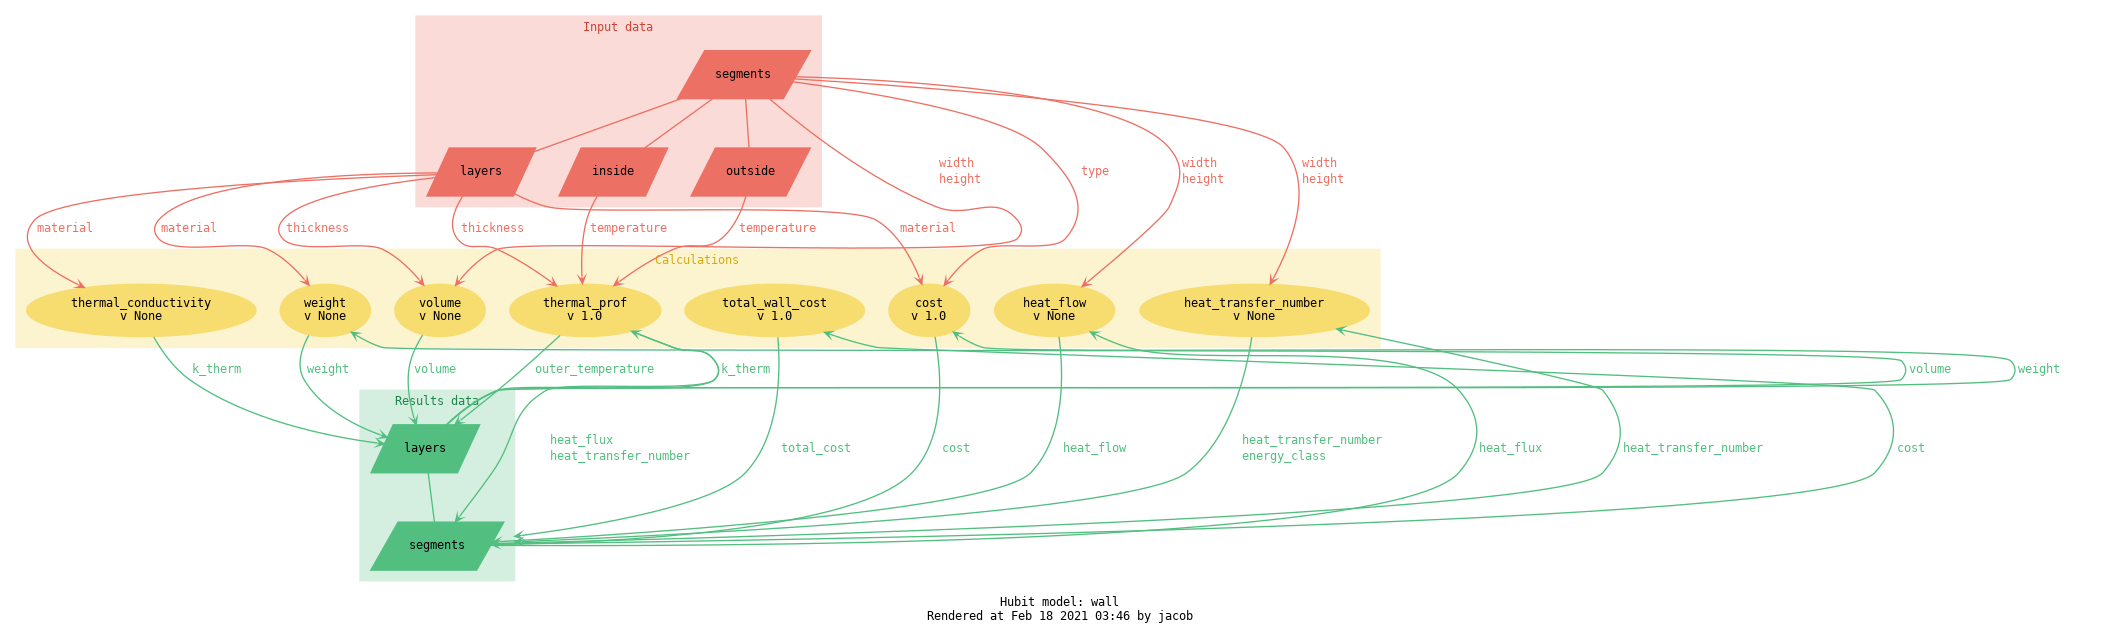 Input data
segments
layers
inside
outside
width
height
type
width
height
width
height
material
material
thickness
thickness
temperature
temperature
material
Calculations
thermal_conductivity
v None
weight
v None
volume
v None
thermal_prof
v 1.0
total_wall_cost
v 1.0
cost
v 1.0
heat_flow
v None
heat_transfer_number
v None
k_therm
weight
volume
outer_temperature
k_therm
volume
weight
Results data
layers
heat_flux
heat_transfer_number
total_cost
cost
heat_flow
heat_transfer_number
energy_class
heat_flux
heat_transfer_number
cost
segments
Hubit model: wall
Rendered at Feb 18 2021 03:46 by jacob